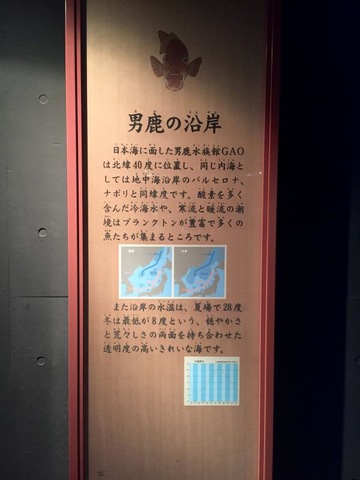 男鹿の沿岸
日本海に面した男鹿水族館GAO
は北緯40度に位置し、同じ内海と
しては地中海沿岸のバルセロナ、
ナポリと同緯度です。酸素を多く
含んだ冷海水や、寒流と暖流の潮
境はプランクトンが豊富で多くの
魚たちが集まるところです。
また沿岸の水温は、夏場で28度
冬は最低が8度という、穏やかさ
と荒々しさの両面を持ち合わせた
透明度の高いきれいな海です。